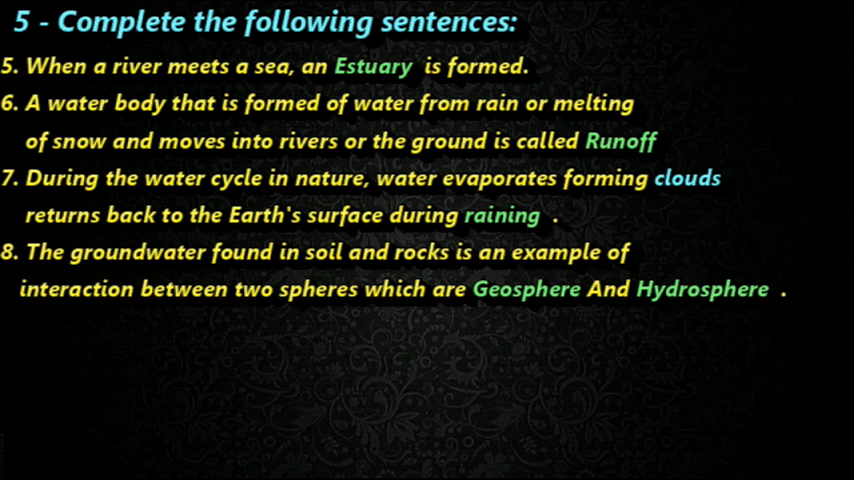 5 - Complete the following sentences:
5. When a river meets a sea, an Estuary is formed.
6. A water body that is formed of water from rain or melting
of snow and moves into rivers or the ground is called Runoff
7. During the water cycle in nature, water evaporates forming clouds
returns back to the Earth's surface during raining .
8. The groundwater found in soil and rocks is an example of
interaction between two spheres which are Geosphere And Hydrosphere .